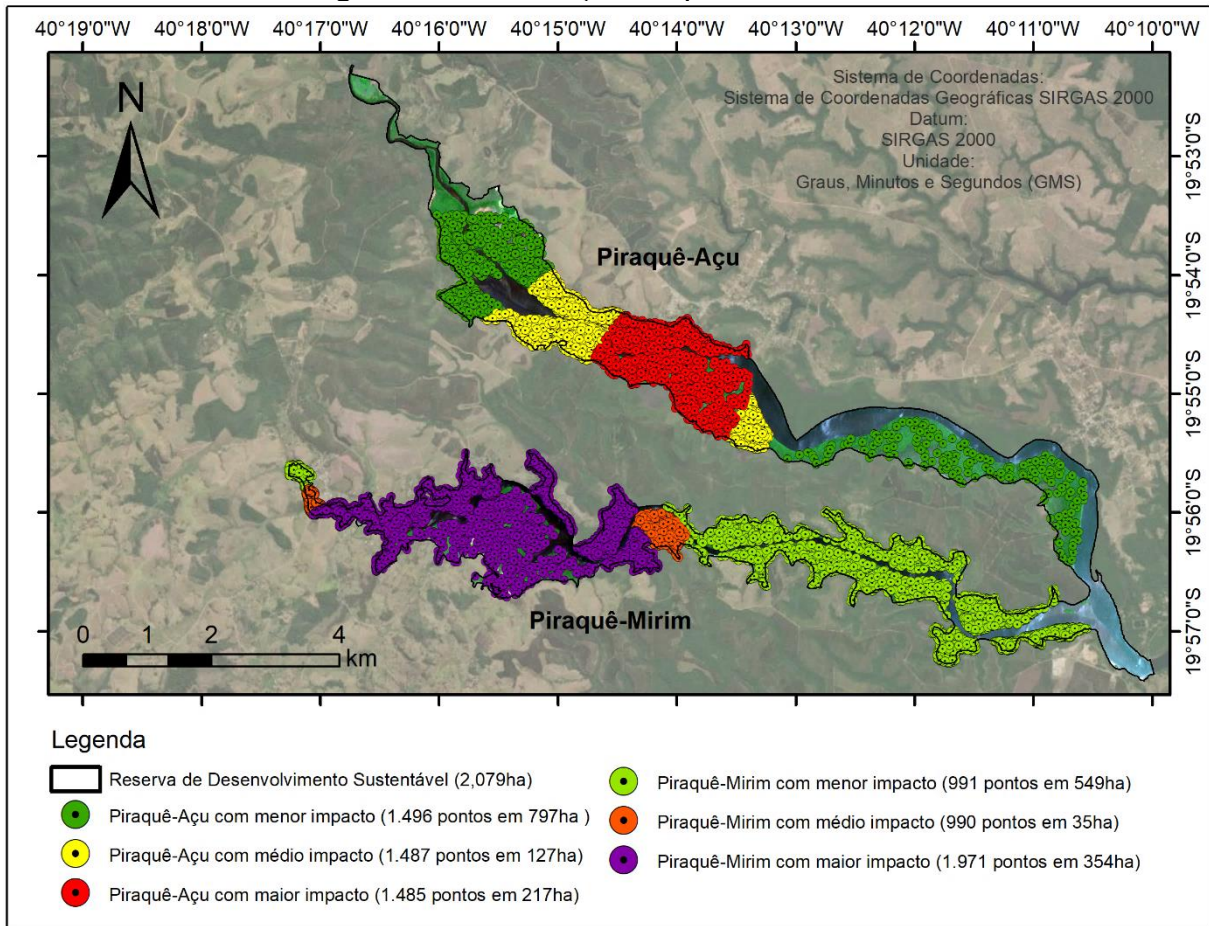 40°19'0"W 40°18'0"W 40°17'0"W 40°16'0"W 40°15'0"W 40°14'0"W 40°13'0"W 40°12'0"W 40°11'0"W 40°10'0"W
N
Sistema de Coordenadas:
Sistema de Coordenadas Geográficas SIRGAS 2000
Datum:
SIRGAS 2000
Unidade:
Graus, Minutos e Segundos (GMS)
19°53'0"S
19°54'0"S
19°55'0"S
19°56'0"S
19°57'0"S
Piraquê-Açu
Piraquê-Mirim
0 1 2 4
km
Legenda
Reserva de Desenvolvimento Sustentável (2,079ha)
Piraquê-Açu com menor impacto (1.496 pontos em 797ha )
Piraquê-Açu com médio impacto (1.487 pontos em 127ha)
Piraquê-Açu com maior impacto (1.485 pontos em 217ha)
Piraquê-Mirim com menor impacto (991 pontos em 549ha)
Piraquê-Mirim com médio impacto (990 pontos em 35ha)
Piraquê-Mirim com maior impacto (1.971 pontos em 354ha)